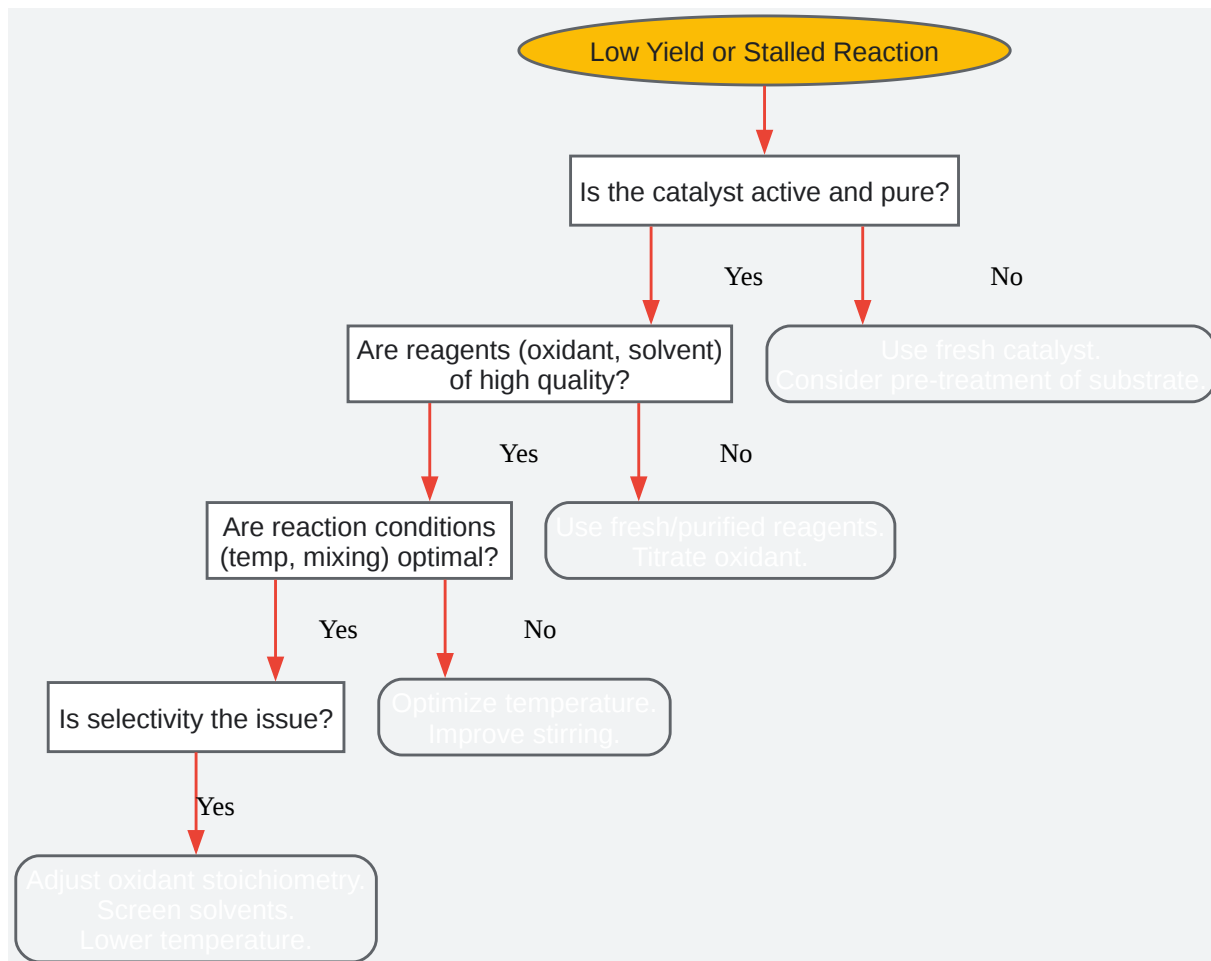 Low Yield or Stalled Reaction
Is the catalyst active and pure?
Yes
No
Are reagents (oxidant, solvent)
of high quality?
Use fresh catalyst.
Consider pre-treatment of substrate.
Yes
No
Are reaction conditions
(temp, mixing) optimal?
Use fresh/purified reagents.
Titrate oxidant.
Yes
No
Is selectivity the issue?
Optimize temperature.
Improve stirring.
Yes
Adjust oxidant stoichiometry.
Screen solvents.
Lower temperature.